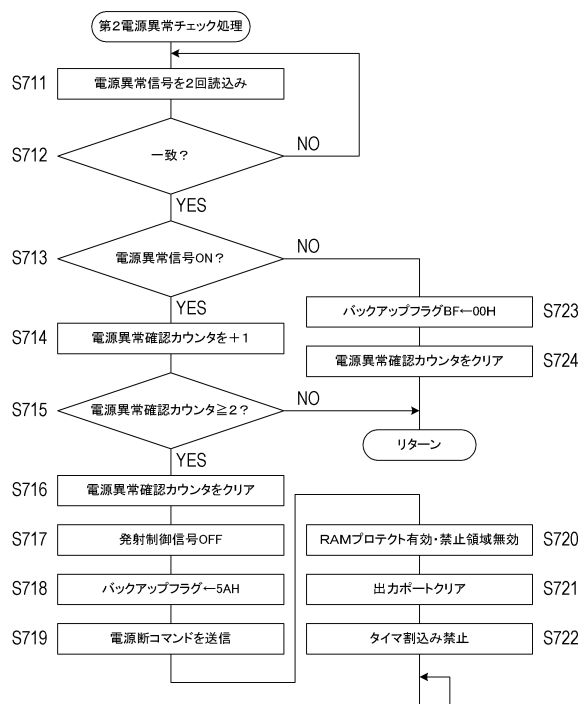 第2電源異常チェック処理
S711 電源異常信号を2回読込み
S712 一致？ NO
YES
S713 電源異常信号ON？ NO
YES
バックアップフラグBF←00H S723
S714 電源異常確認カウンタを＋1
電源異常確認カウンタをクリア S724
S715 電源異常確認カウンタ≧2？ NO
リターン
YES
S716 電源異常確認カウンタをクリア
S717 発射制御信号OFF
RAMプロテクト有効・禁止領域無効 S720
S718 バックアップフラグ←5AH
出力ポートクリア S721
S719 電源断コマンドを送信
タイマ割込み禁止 S722